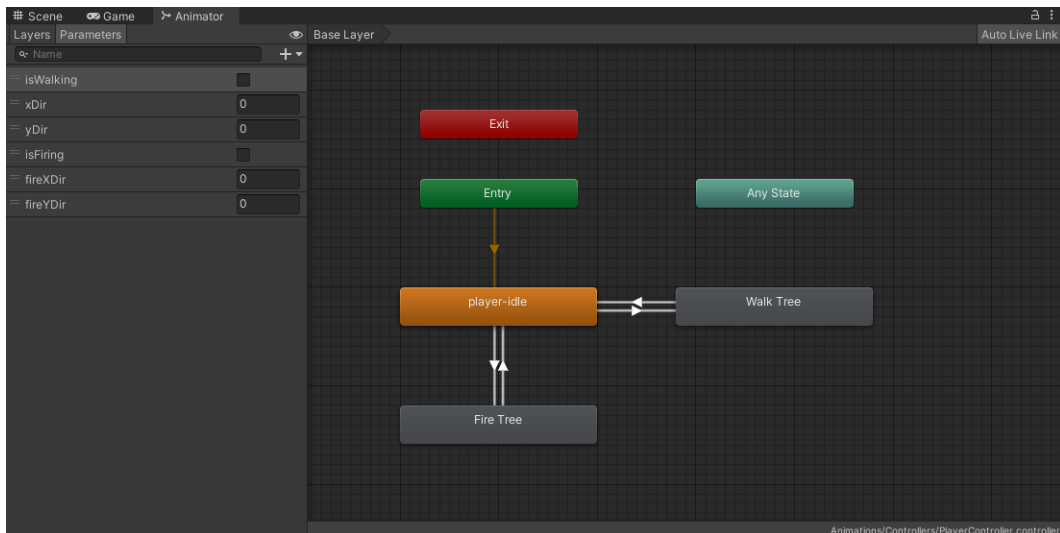 Scene Game Animator
Layers Parameters Base Layer Auto Live Link
Name
isWalking
xDir 0
yDir 0
isFiring
fireXDir 0
fireYDir 0
Exit
Entry
Any State
player-idle
Walk Tree
Fire Tree
Animations/Controllers/PlayerController.controller